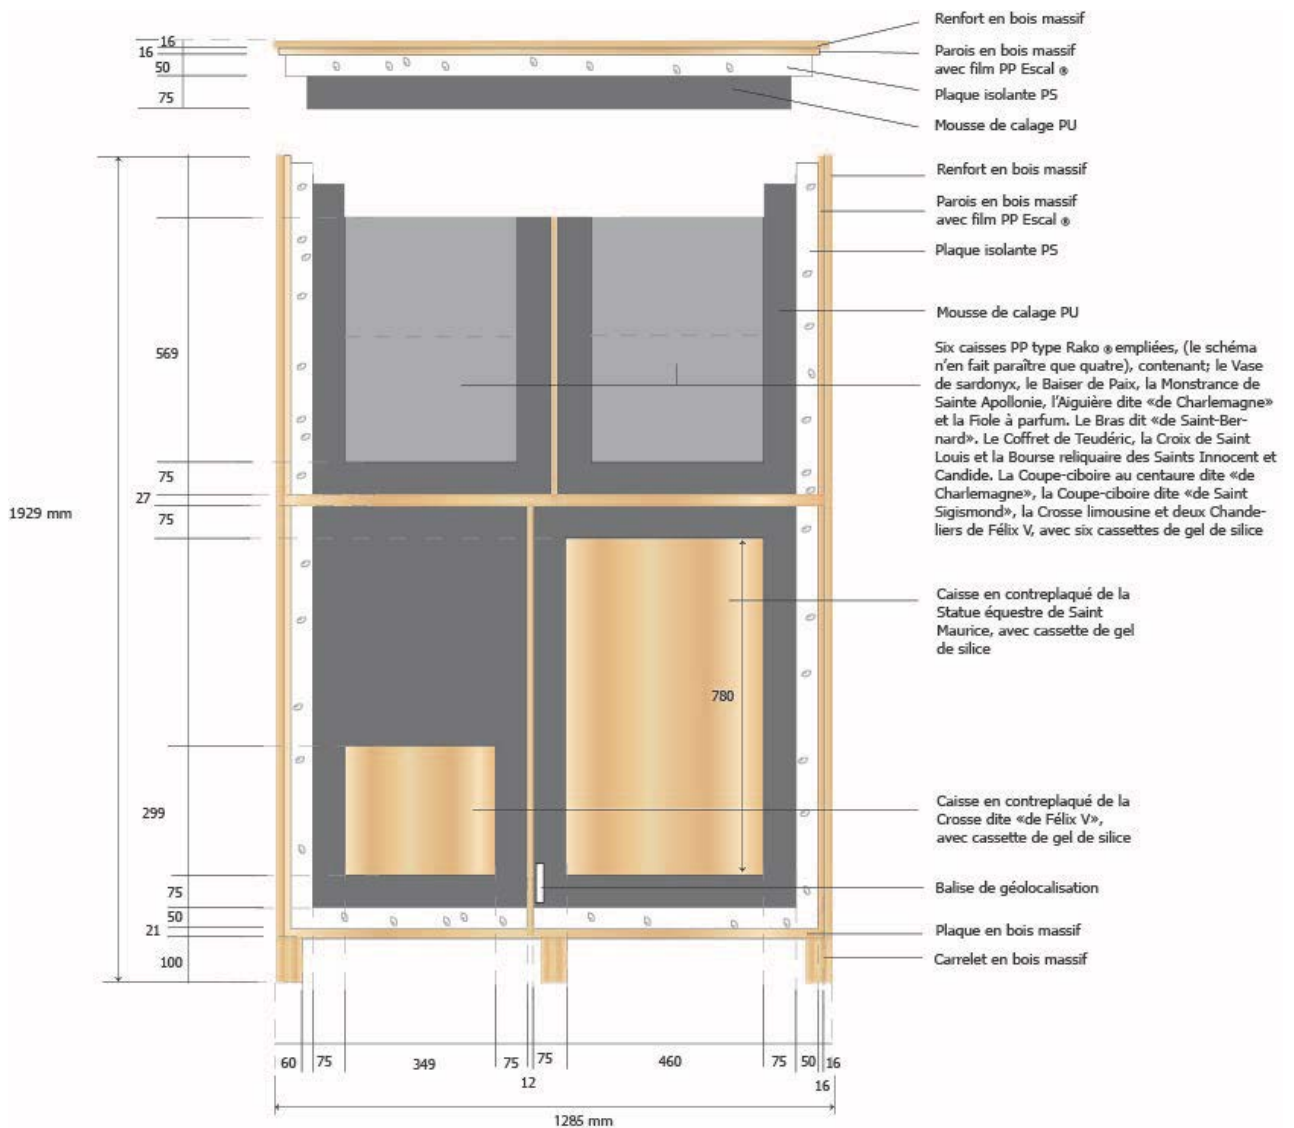 Renfort en bois massif
Parois en bois massif
avec film PP Escal ®
Plaque isolante PS
Mousse de calage PU
16
16
50
75
Renfort en bois massif
Parois en bois massif
avec film PP Escal ®
Plaque isolante PS
Mousse de calage PU
Six caisses PP type Rako ® empliées, (le schéma
n'en fait paraître que quatre), contenant; le Vase
de sardonyx, le Baiser de Paix, la Monstrance de
Sainte Apollonie, l'Aiguière dite «de Charlemagne»
et la Fiole à parfum. Le Bras dit «de Saint-Ber-
nard». Le Coffret de Teudéric, la Croix de Saint
Louis et la Bourse reliquaire des Saints Innocent et
Candide. La Coupe-ciboire au centaure dite «de
Charlemagne», la Coupe-ciboire dite «de Saint
Sigismond», la Crosse limousine et deux Chande-
liers de Félix V, avec six cassettes de gel de silice
569
75
27
75
1929 mm
Caisse en contreplaqué de la
Statue équestre de Saint
Maurice, avec cassette de gel
de silice
780
Caisse en contreplaqué de la
Crosse dite «de Félix V»,
avec cassette de gel de silice
299
Balise de géolocalisation
75
50
21
100
Plaque en bois massif
Carrelet en bois massif
60 75 349 75 12 75 460 75 50 16
16
1285 mm